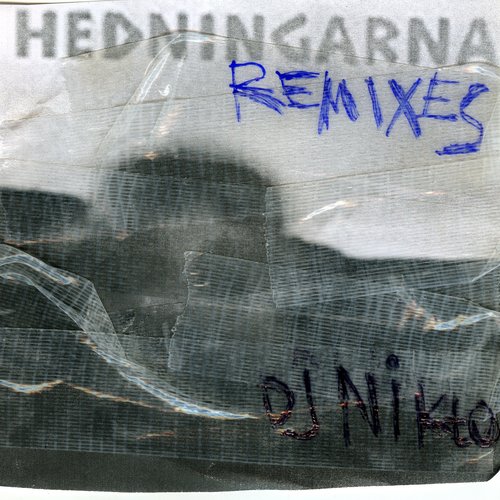 HEDNINGARNA
REMIXES
DJ NiKtO